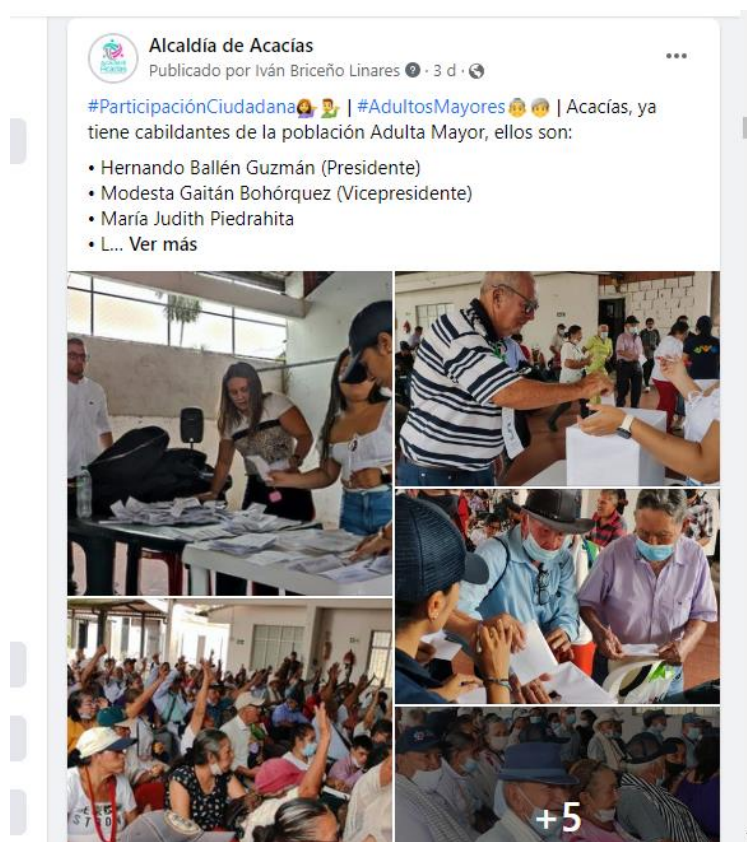 Alcaldía de Acacías
Publicado por Iván Briceño Linares · 3 d ·
#ParticipaciónCiudadana | #AdultosMayores | Acacías, ya
tiene cabildantes de la población Adulta Mayor, ellos son:
• Hernando Ballén Guzmán (Presidente)
• Modesta Gaitán Bohórquez (Vicepresidente)
• María Judith Piedrahita
• L... Ver más
+5